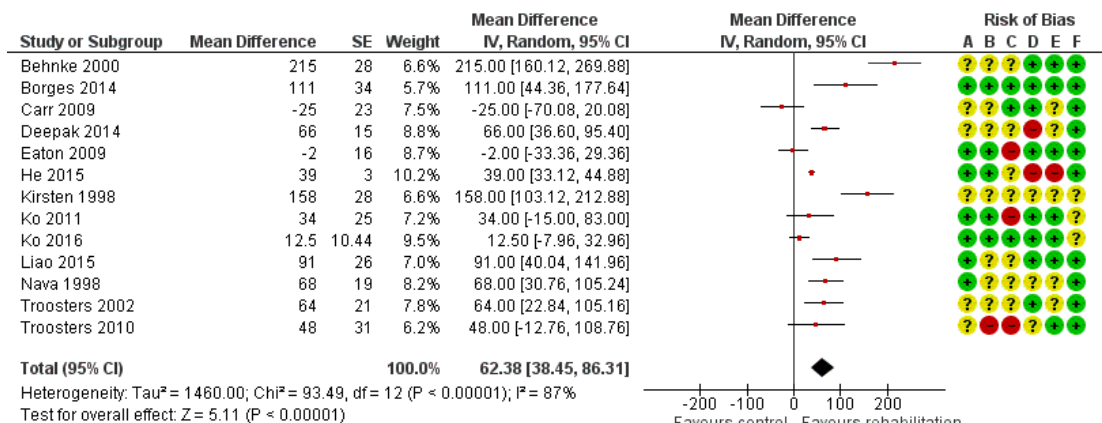 Mean Difference Mean Difference Risk of Bias
Study or Subgroup Mean Difference SE Weight IV, Random, 95% CI IV, Random, 95% CI A B C D E F
Behnke 2000 215 28 6.6% 215.00 [160.12, 269.88] ? ? ? + + +
Borges 2014 111 34 5.7% 111.00 [44.36, 177.64] + + + + + +
Carr 2009 -25 23 7.5% -25.00 [-70.08, 20.08] ? ? + + ? +
Deepak 2014 66 15 8.8% 66.00 [36.60, 95.40] ? ? ? - ? +
Eaton 2009 -2 16 8.7% -2.00 [-33.36, 29.36] + + - + + +
He 2015 39 3 10.2% 39.00 [33.12, 44.88] + + ? - - +
Kirsten 1998 158 28 6.6% 158.00 [103.12, 212.88] ? ? ? ? ? ?
Ko 2011 34 25 7.2% 34.00 [-15.00, 83.00] + + - + + ?
Ko 2016 12.5 10.44 9.5% 12.50 [-7.96, 32.96] + + + + + ?
Liao 2015 91 26 7.0% 91.00 [40.04, 141.96] + ? ? + + +
Nava 1998 68 19 8.2% 68.00 [30.76, 105.24] + ? ? ? ? +
Troosters 2002 64 21 7.8% 64.00 [22.84, 105.16] ? ? ? + + +
Troosters 2010 48 31 6.2% 48.00 [-12.76, 108.76] ? - - ? + +
Total (95% CI) 100.0% 62.38 [38.45, 86.31]
Heterogeneity: Tau² = 1460.00; Chi² = 93.49, df = 12 (P < 0.00001); I² = 87%
Test for overall effect: Z = 5.11 (P < 0.00001)
-200 -100 0 100 200
Favours control Favours rehabilitation